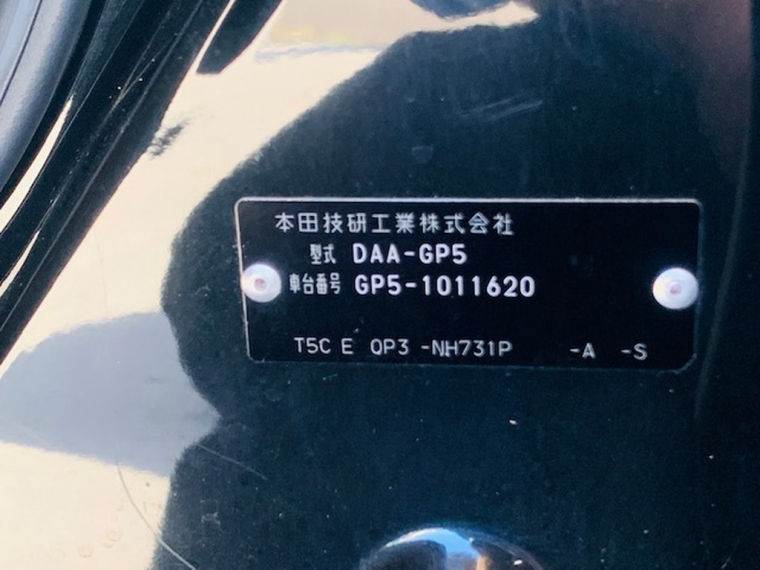 本田技研工業株式会社
型式 DAA-GP5
車台番号 GP5-1011620
T5C E OP3 -NH731P -A -S